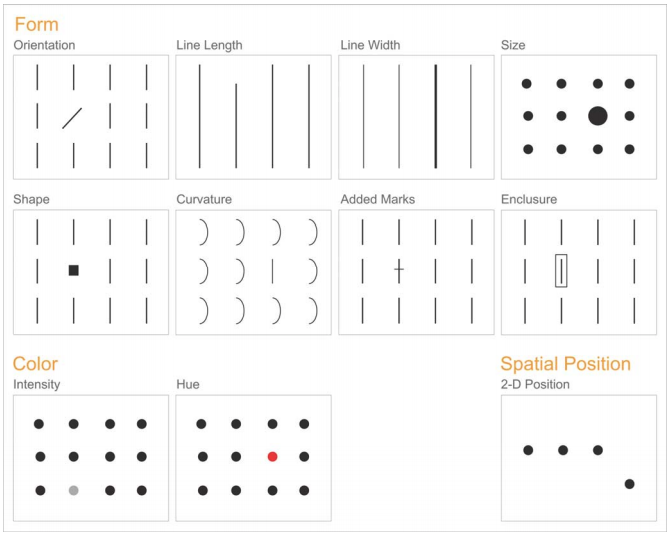 Form
Orientation
Line Length
Line Width
Size
Shape
Curvature
Added Marks
Enclusure
Color
Intensity
Hue
Spatial Position
2-D Position